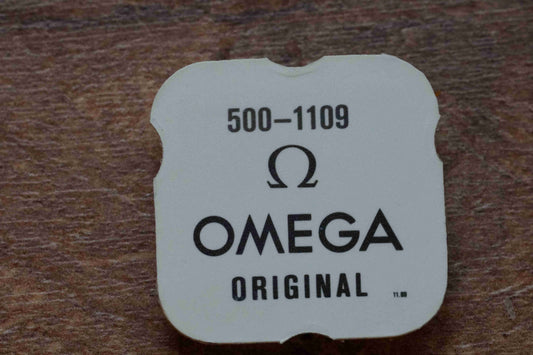 500–1109
Ω
OMEGA
ORIGINAL